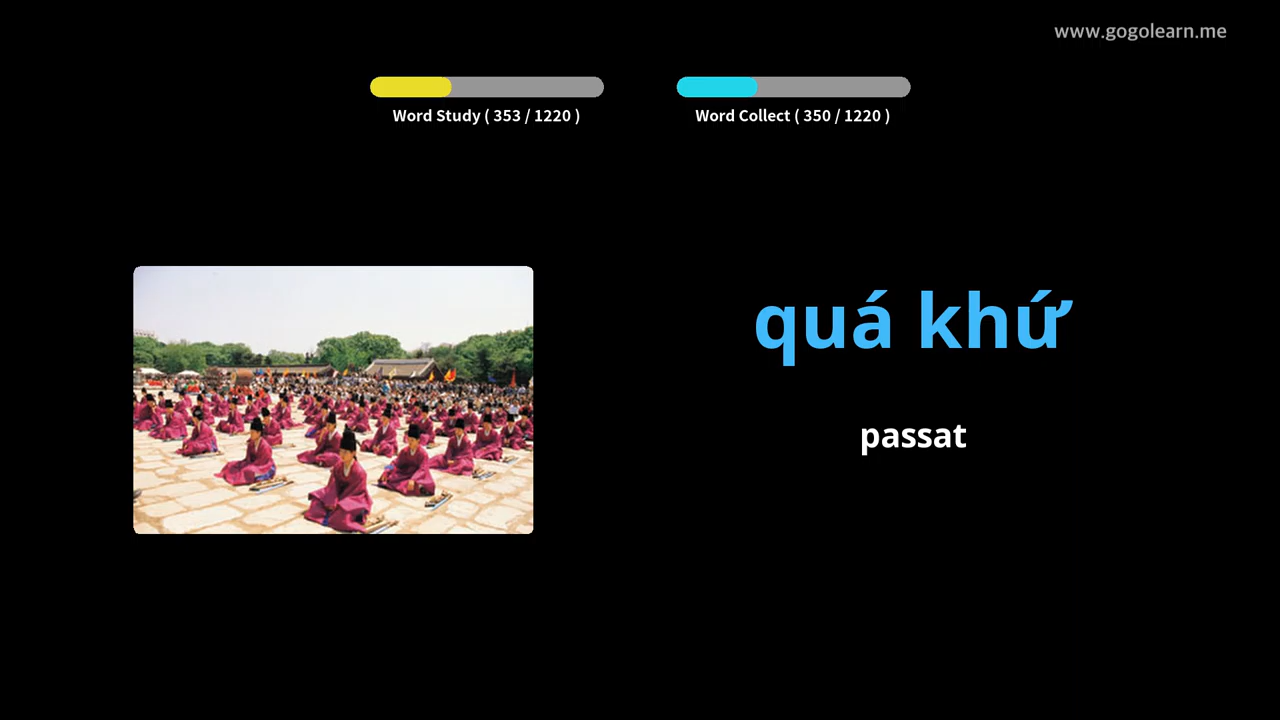 www.gogolearn.me
Word Study ( 353 / 1220 )
Word Collect ( 350 / 1220 )
quá khứ
passat